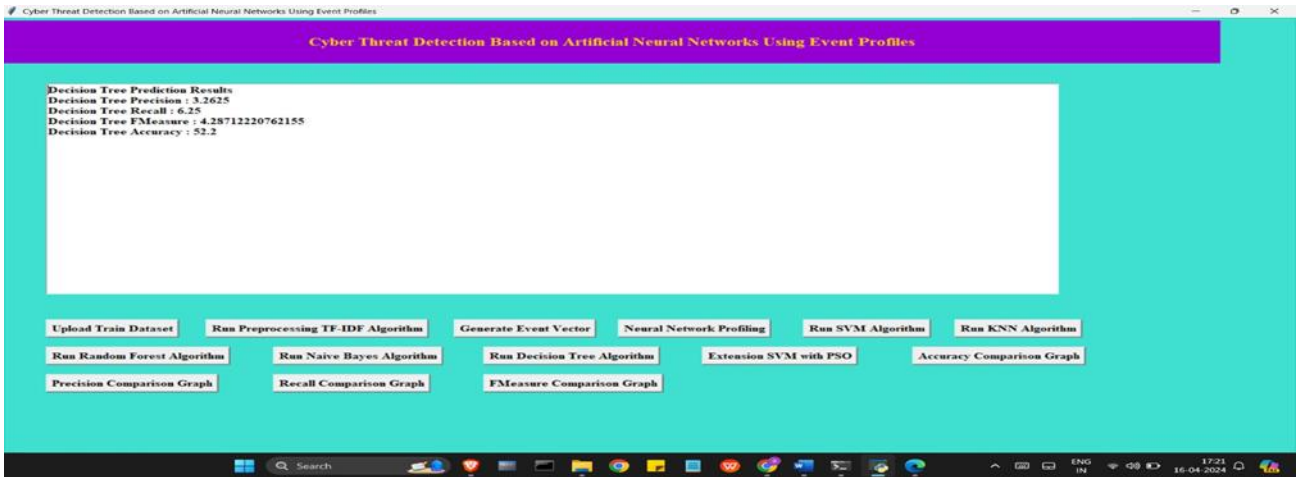 Cyber Threat Detection Based on Artificial Neural Networks Using Event Profiles
Cyber Threat Detection Based on Artificial Neural Networks Using Event Profiles
Decision Tree Prediction Results
Decision Tree Precision : 3.2625
Decision Tree Recall : 6.25
Decision Tree FMeasure : 4.28712220762155
Decision Tree Accuracy : 52.2
Upload Train Dataset Run Preprocessing TF-IDF Algorithm Generate Event Vector Neural Network Profiling Run SVM Algorithm Run KNN Algorithm
Run Random Forest Algorithm Run Naive Bayes Algorithm Run Decision Tree Algorithm Extension SVM with PSO Accuracy Comparison Graph
Precision Comparison Graph Recall Comparison Graph FMeasure Comparison Graph
Search
ENG
IN
17:21
16-04-2024